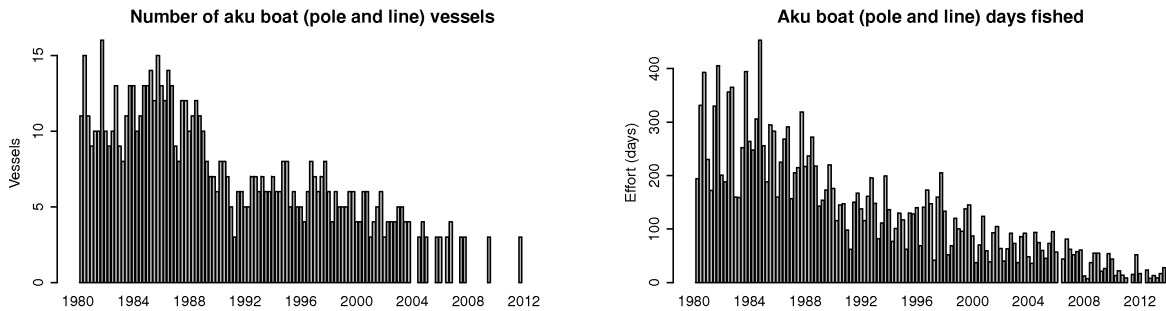 Number of aku boat (pole and line) vessels
Vessels
15
10
5
0
1980 1984 1988 1992 1996 2000 2004 2008 2012
Aku boat (pole and line) days fished
Effort (days)
400
300
200
100
0
1980 1984 1988 1992 1996 2000 2004 2008 2012